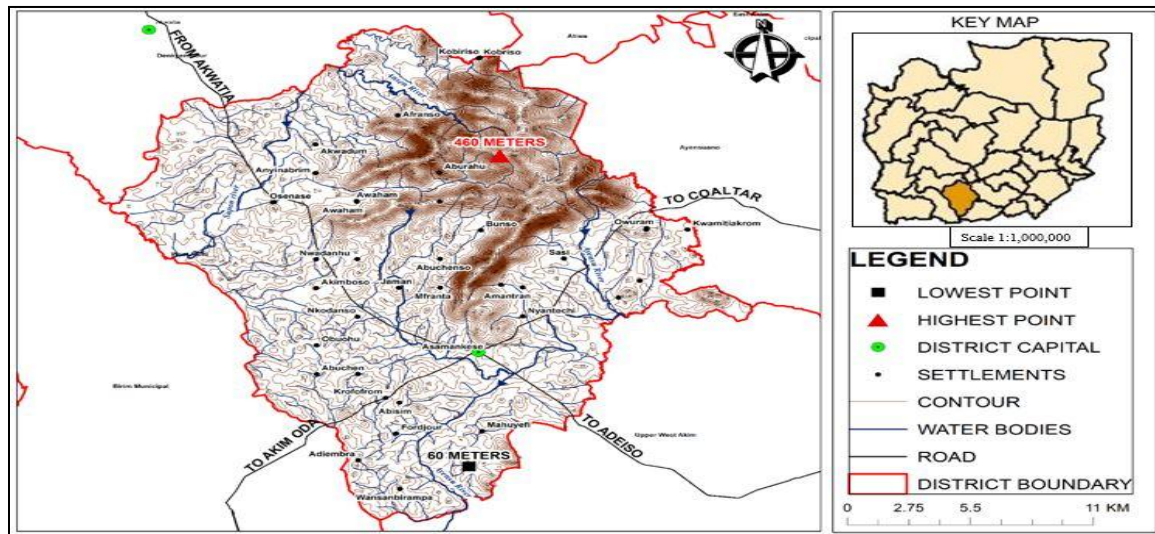 KEY MAP
Scale 1:1,000,000
LEGEND
LOWEST POINT
HIGHEST POINT
DISTRICT CAPITAL
SETTLEMENTS
CONTOUR
WATER BODIES
ROAD
DISTRICT BOUNDARY
0 2.75 5.5 11 KM
FROM AKWATIA
Kobiriso Kobriso
Afranso
460 METERS
Akwadum
Ayensuano
Anyinabrim
Aburahu
Osenase
Awaham
Awaham
TO COALTAR
Bunso
Owuram
Kwamitiakrom
Nwadanhu
Abuchenso
Sasi
Akimboso
Jaman
Mfranta
Amantran
Nkodanso
Nyantechi
Obuohu
Asamankese
Abuchen
Birim Municipal
Krofofrom
Abisim
TO AKIM ODA
TO ADEISO
Fordjour
Mahuyefi
Upper West Akim
Adiembra
60 METERS
Wansanbirampa